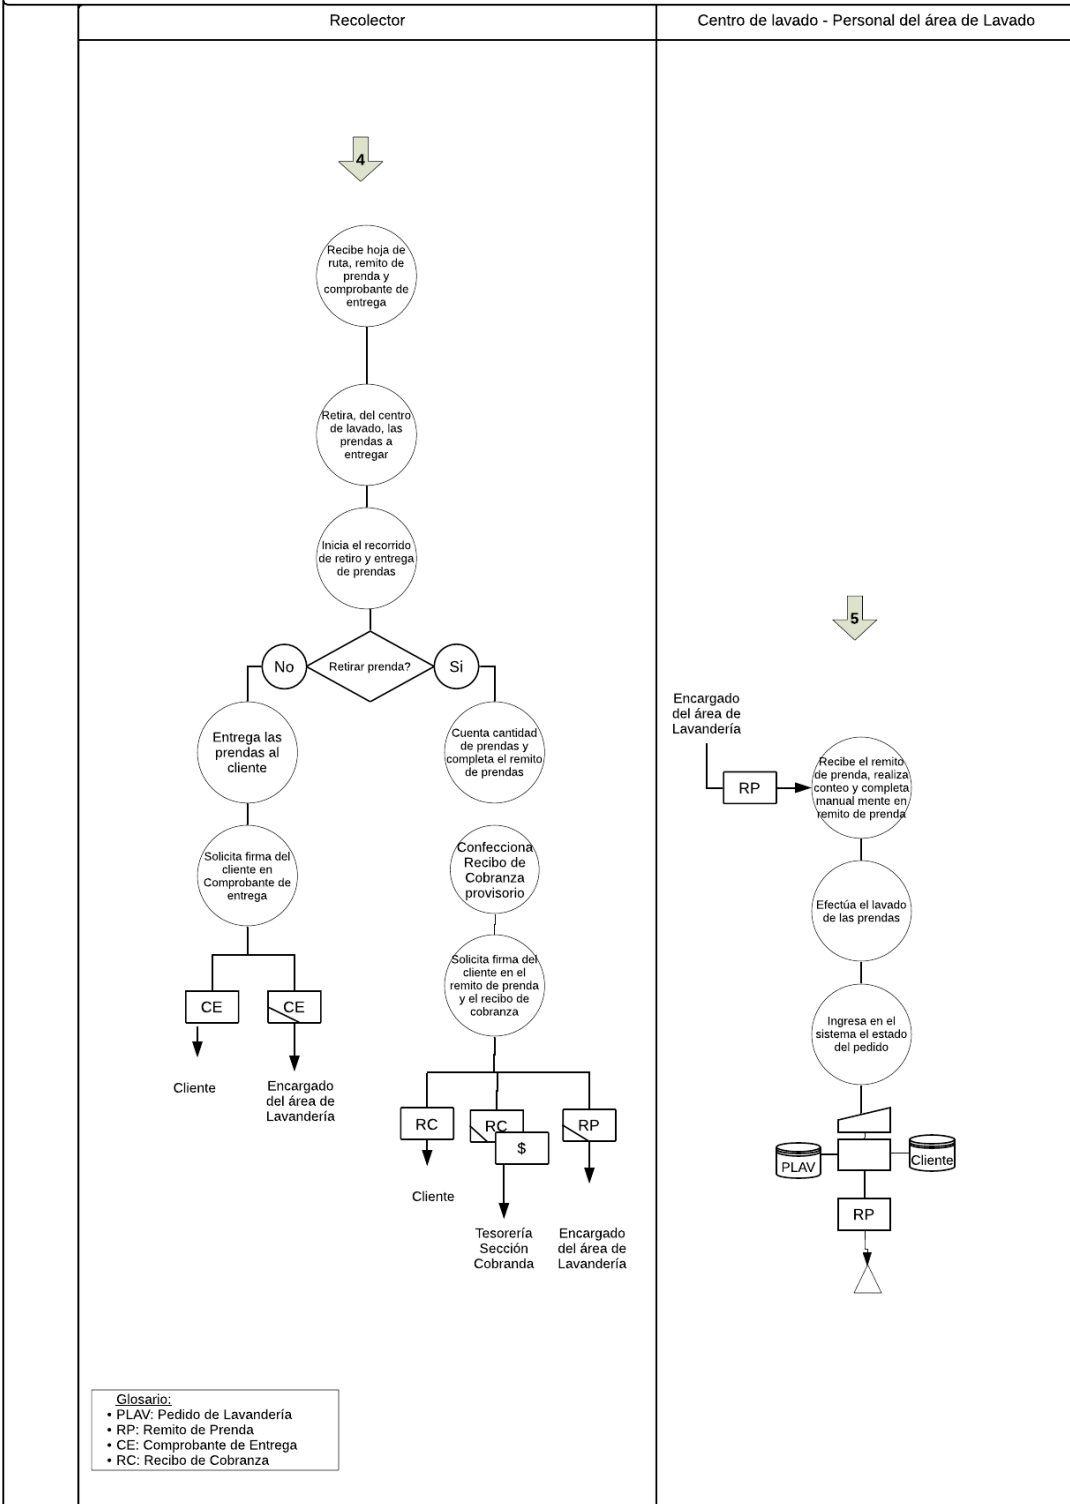 Recolector
Centro de lavado - Personal del área de Lavado
4
Recibe hoja de
ruta, remito de
prenda y
comprobante de
entrega
Retira, del centro
de lavado, las
prendas a
entregar
Inicia el recorrido
de retiro y entrega
de prendas
No
Retirar prenda?
Si
Entrega las
prendas al
cliente
Solicita firma del
cliente en
Comprobante de
entrega
CE
CE
Cliente
Encargado
del área de
Lavandería
Cuenta cantidad
de prendas y
completa el remito
de prendas
Confecciona
Recibo de
Cobranza
provisorio
Solicita firma del
cliente en el
remito de prenda
y el recibo de
cobranza
RC
RC
$
RP
Cliente
Tesorería
Sección
Cobranda
Encargado
del área de
Lavandería
5
Encargado
del área de
Lavandería
RP
Recibe el remito
de prenda, realiza
conteo y completa
manual mente en
remito de prenda
Efectúa el lavado
de las prendas
Ingresa en el
sistema el estado
del pedido
PLAV
Cliente
RP
Glosario:
• PLAV: Pedido de Lavandería
• RP: Remito de Prenda
• CE: Comprobante de Entrega
• RC: Recibo de Cobranza